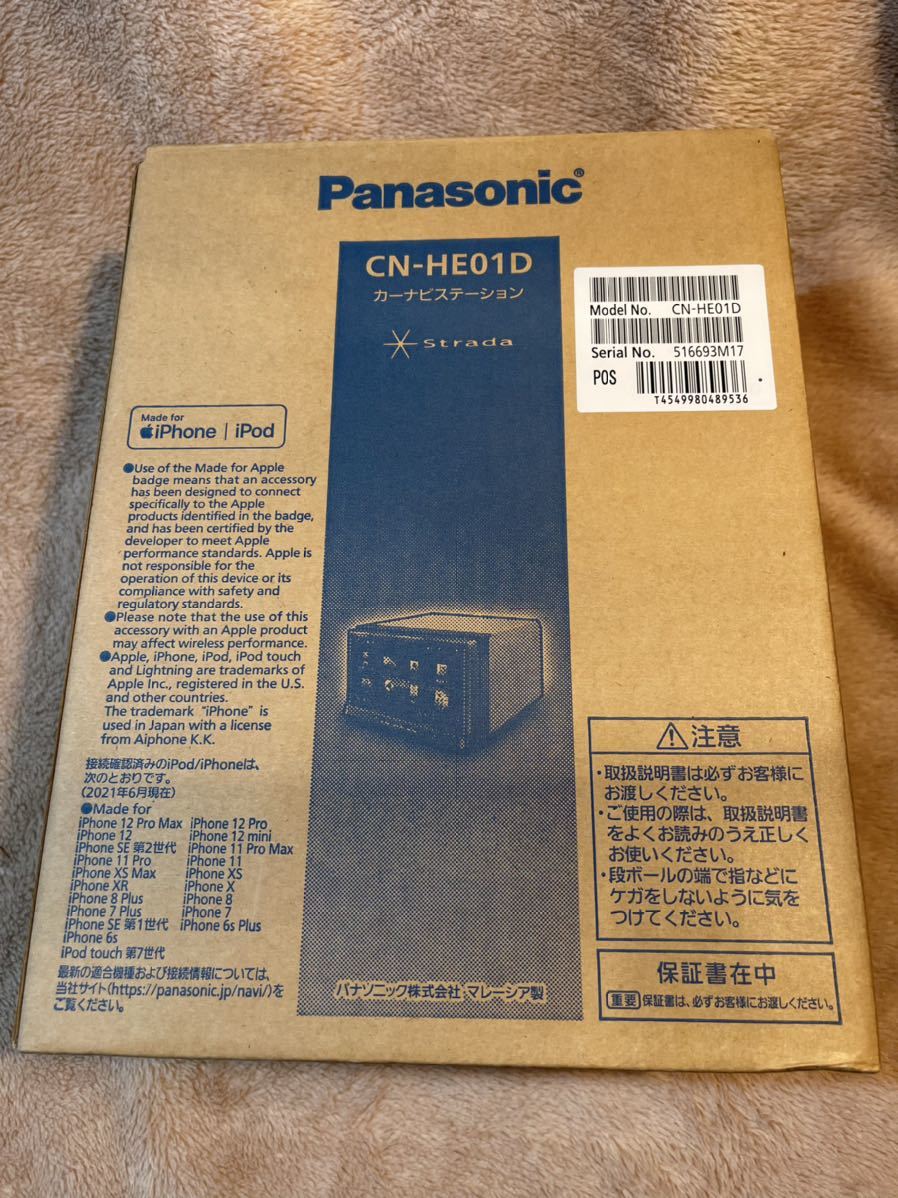 Panasonic®
CN-HE01D
カーナビステーション
Strada
Model No. CN-HE01D
Serial No. 516693M17
POS
T4549980489536
Made for
iPhone | iPod
●Use of the Made for Apple
badge means that an accessory
has been designed to connect
specifically to the Apple
products identified in the badge,
and has been certified by the
developer to meet Apple
performance standards. Apple is
not responsible for the
operation of this device or its
compliance with safety and
regulatory standards.
●Please note that the use of this
accessory with an Apple product
may affect wireless performance.
●Apple, iPhone, iPod, iPod touch
and Lightning are trademarks of
Apple Inc., registered in the U.S.
and other countries.
The trademark “iPhone” is
used in Japan with a license
from Aiphone K.K.
接続確認済みのiPod/iPhoneは、
次のとおりです。
(2021年6月現在)
●Made for
iPhone 12 Pro Max iPhone 12 Pro
iPhone 12 iPhone 12 mini
iPhone SE 第2世代 iPhone 11 Pro Max
iPhone 11 Pro iPhone 11
iPhone XS Max iPhone XS
iPhone XR iPhone X
iPhone 8 Plus iPhone 8
iPhone 7 Plus iPhone 7
iPhone SE 第1世代 iPhone 6s Plus
iPhone 6s
iPod touch 第7世代
最新の適合機種および接続情報については、
当社サイト(https://panasonic.jp/navi/)を
ご覧ください。
パナソニック株式会社 マレーシア製
注意
・取扱説明書は必ずお客様に
お渡しください。
・ご使用の際は、取扱説明書
をよくお読みのうえ正しく
お使いください。
・段ボールの端で指などに
ケガをしないように気を
つけてください。
保証書在中
重要 保証書は、必ずお客様にお渡しください。